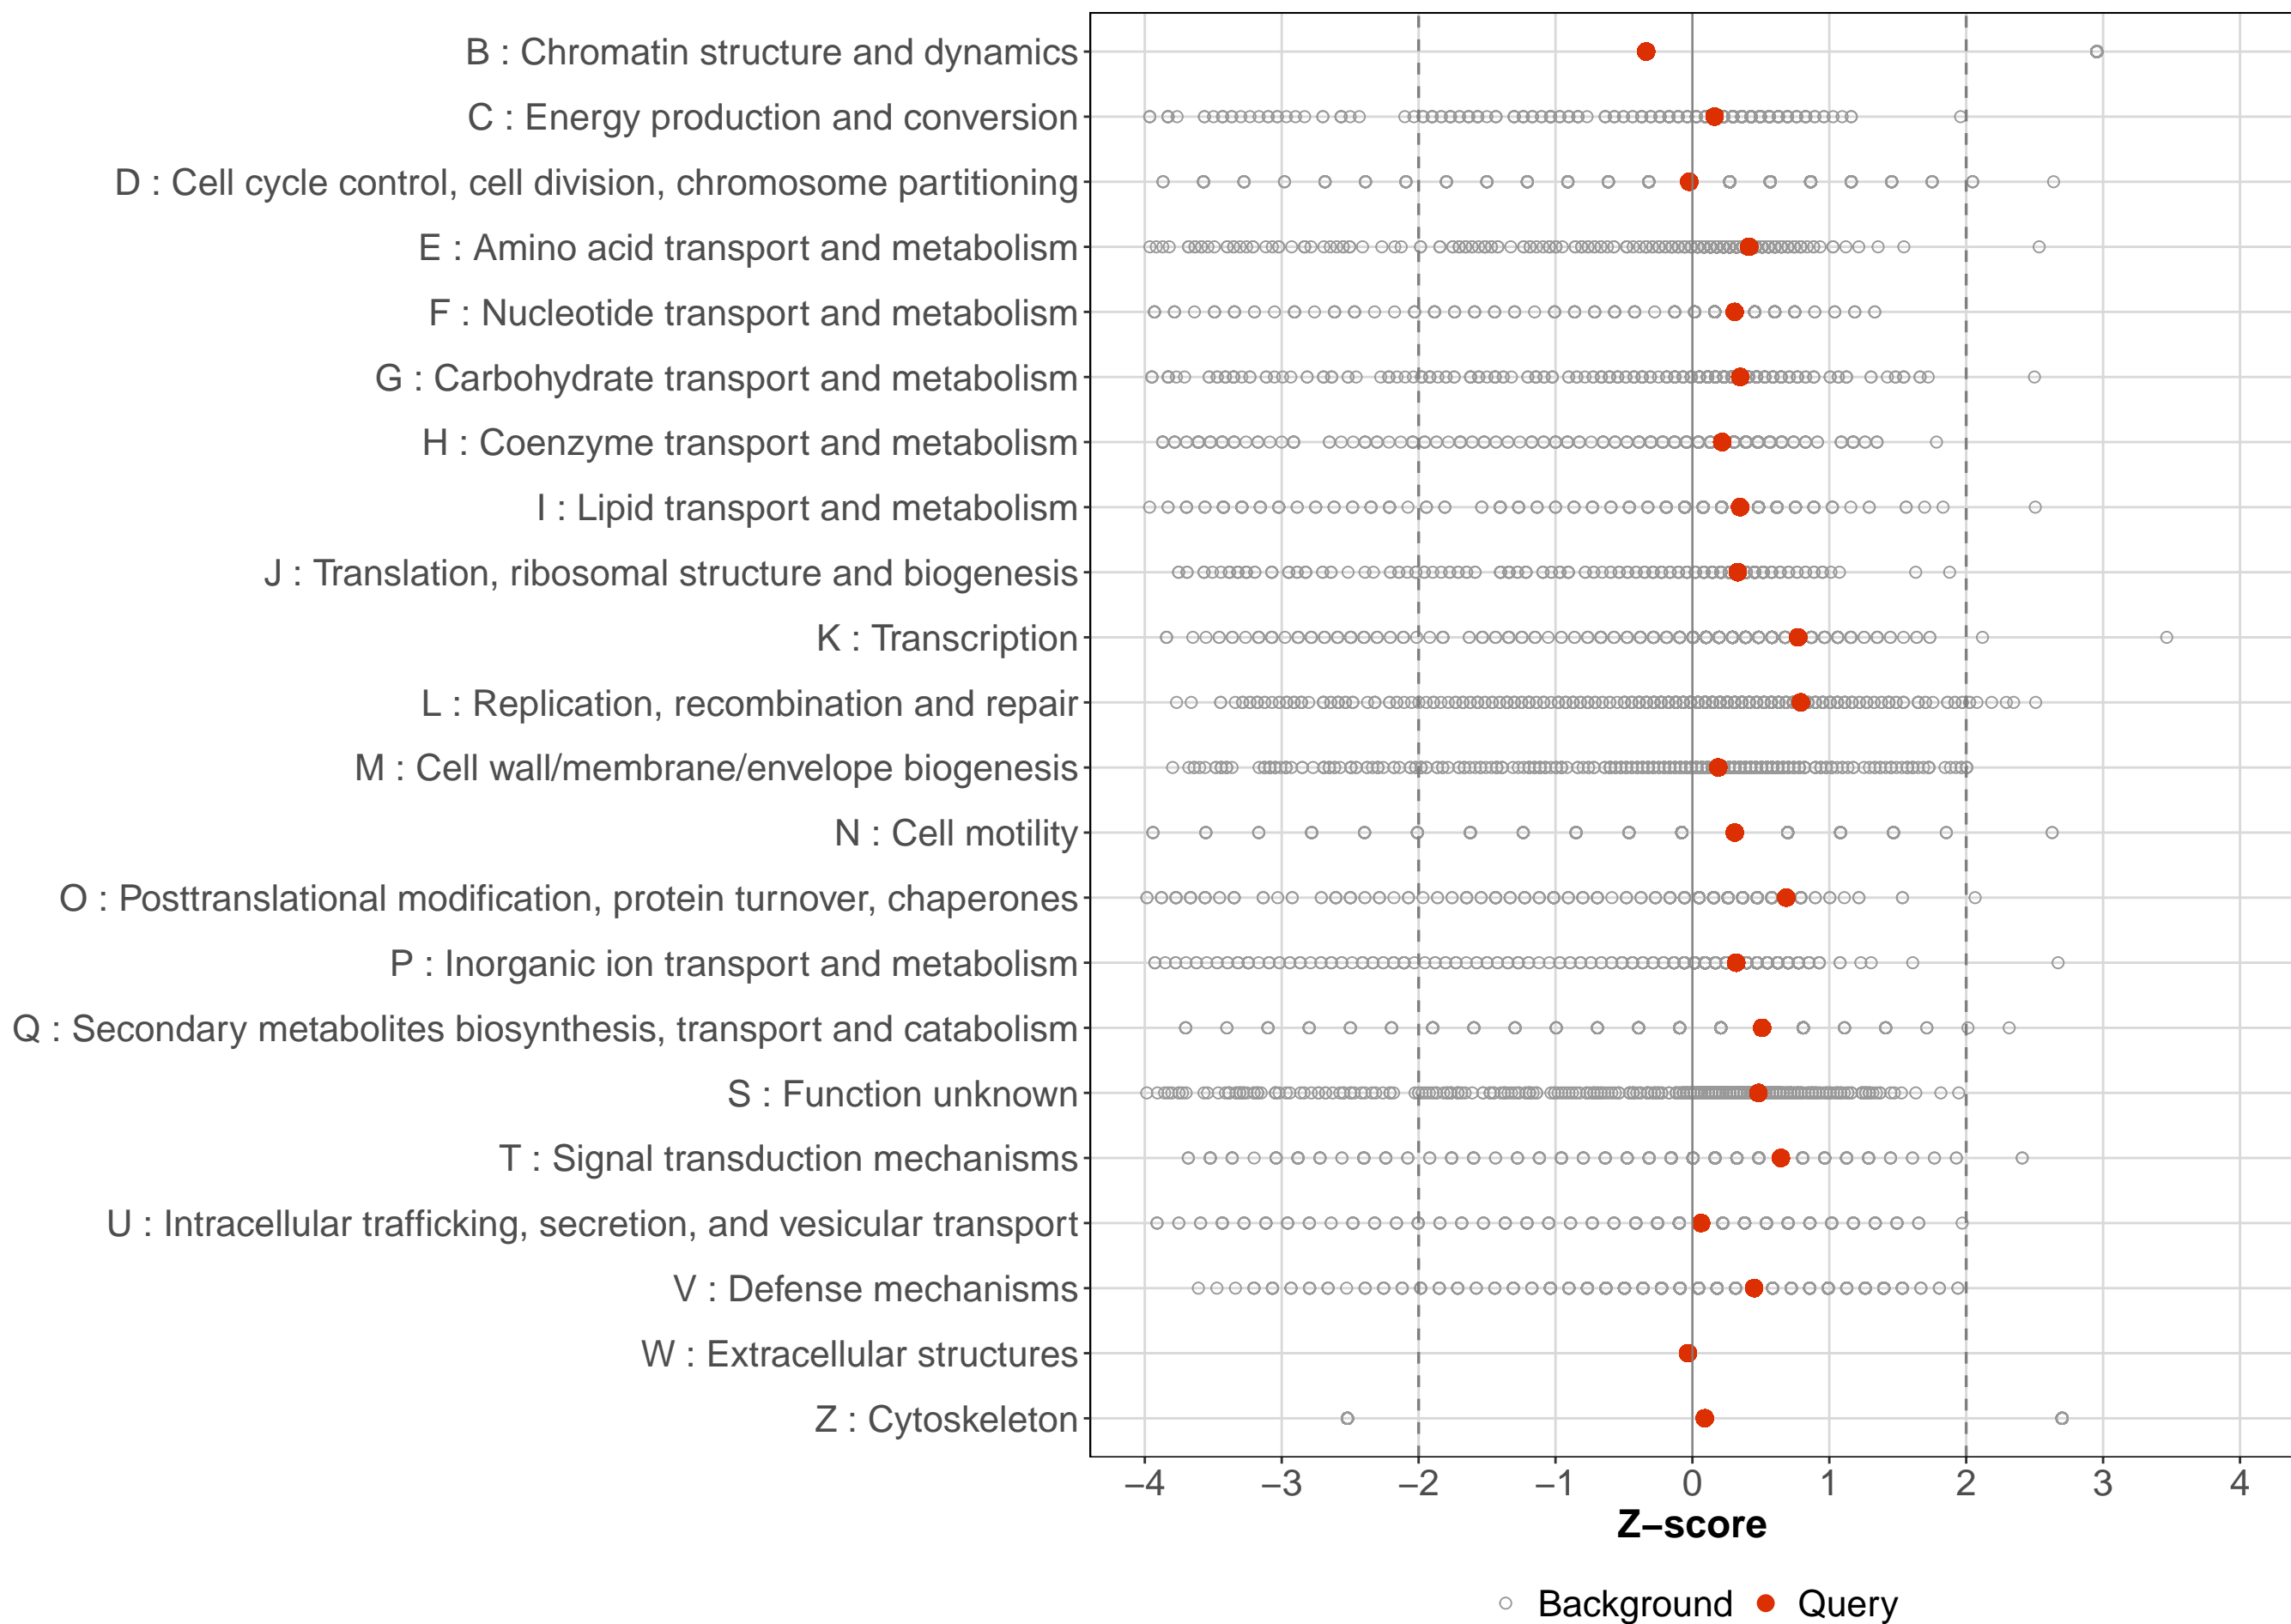 B : Chromatin structure and dynamics
C : Energy production and conversion
D : Cell cycle control, cell division, chromosome partitioning
E : Amino acid transport and metabolism
F : Nucleotide transport and metabolism
G : Carbohydrate transport and metabolism
H : Coenzyme transport and metabolism
I : Lipid transport and metabolism
J : Translation, ribosomal structure and biogenesis
K : Transcription
L : Replication, recombination and repair
M : Cell wall/membrane/envelope biogenesis
N : Cell motility
O : Posttranslational modification, protein turnover, chaperones
P : Inorganic ion transport and metabolism
Q : Secondary metabolites biosynthesis, transport and catabolism
S : Function unknown
T : Signal transduction mechanisms
U : Intracellular trafficking, secretion, and vesicular transport
V : Defense mechanisms
W : Extracellular structures
Z : Cytoskeleton
−4 −3 −2 −1 0 1 2 3 4
Z−score
Background Query